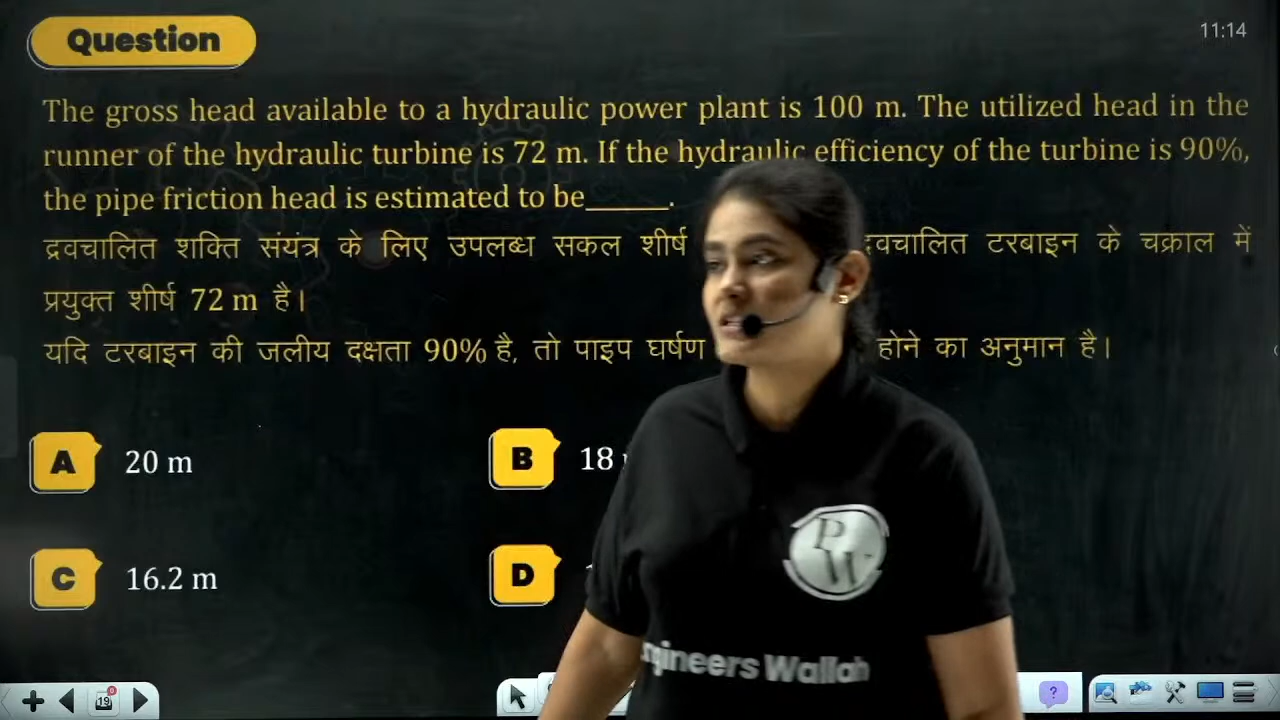 Question
11:14
The gross head available to a hydraulic power plant is 100 m. The utilized head in the
runner of the hydraulic turbine is 72 m. If the hydraulic efficiency of the turbine is 90%,
the pipe friction head is estimated to be______.
द्रवचालित शक्ति संयंत्र के लिए उपलब्ध सकल शीर्ष टरबाइन के चक्राल में
प्रयुक्त शीर्ष 72 m है।
यदि टरबाइन की जलीय दक्षता 90% है, तो पाइप घर्षण होने का अनुमान है।
A 20 m
B 18
C 16.2 m
D
PW
ngineers Wallah
19